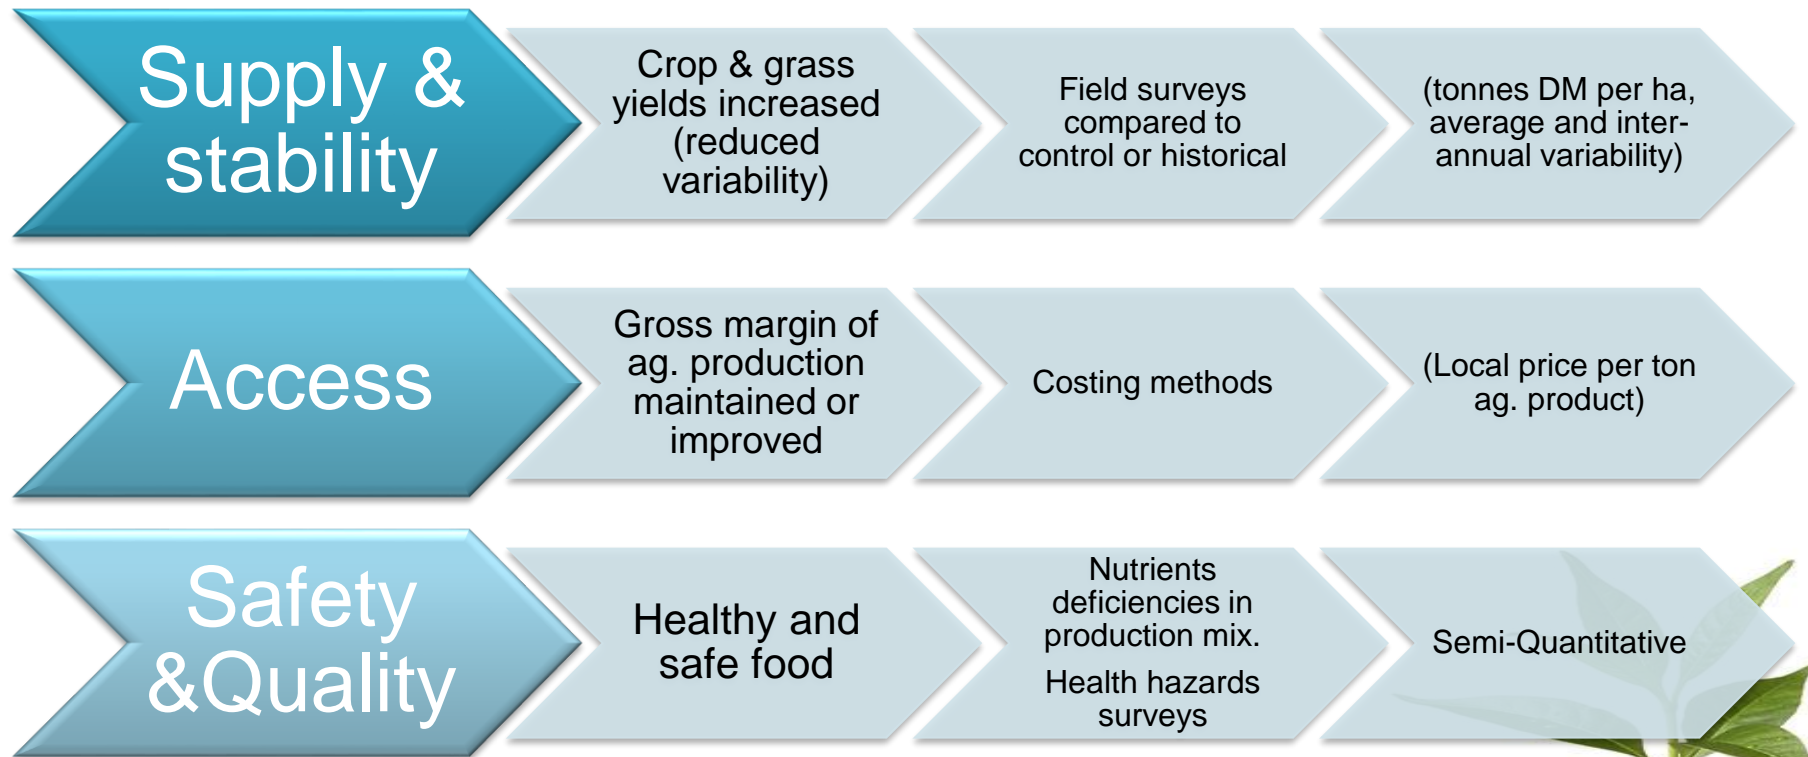 Supply &
stability
Crop & grass
yields increased
(reduced
variability)
Field surveys
compared to
control or historical
(tonnes DM per ha,
average and inter-
annual variability)
Access
Gross margin of
ag. production
maintained or
improved
Costing methods
(Local price per ton
ag. product)
Safety
&Quality
Healthy and
safe food
Nutrients
deficiencies in
production mix.
Health hazards
surveys
Semi-Quantitative